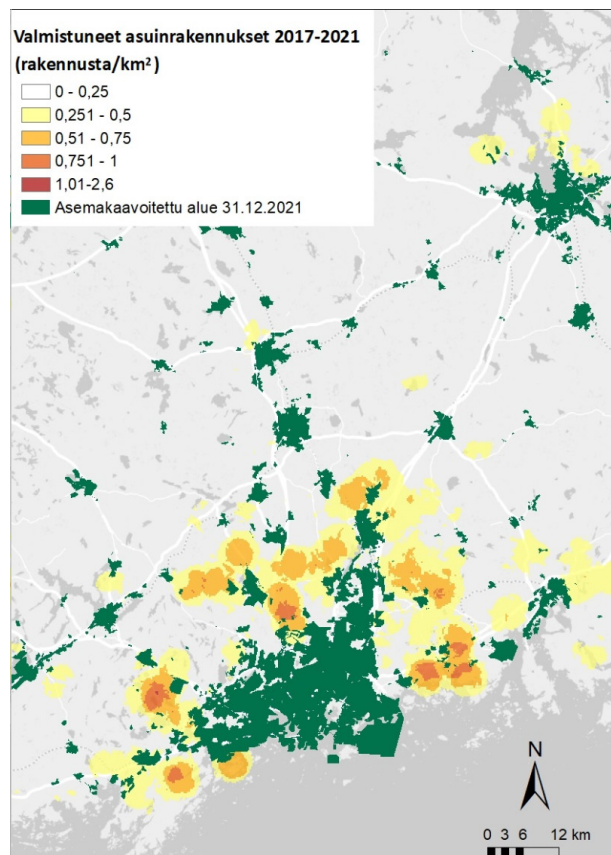 Valmistuneet asuinrakennukset 2017-2021
(rakennusta/km²)
0 - 0,25
0,251 - 0,5
0,51 - 0,75
0,751 - 1
1,01-2,6
Asemakaavoitettu alue 31.12.2021
N
0 3 6 12 km